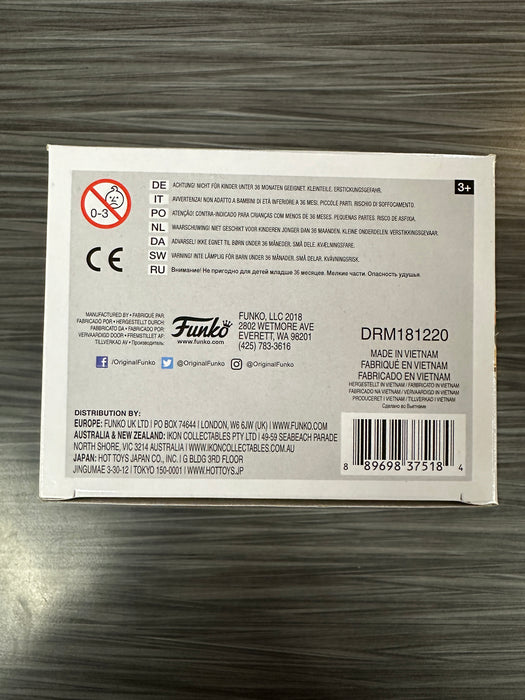 0-3
DE ACHTUNG! NICHT FÜR KINDER UNTER 36 MONATEN GEEIGNET. KLEINTEILE. ERSTICKUNGSGEFAHR.
IT AVVERTENZA! NON ADATTO A BAMBINI DI ETÀ INFERIORE A 36 MESI. PICCOLE PARTI. RISCHIO DI SOFFOCAMENTO.
PO ATENÇÃO! CONTRA-INDICADO PARA CRIANÇAS COM MENOS DE 36 MESES. PEQUENAS PARTES. RISCO DE ASFIGA.
NL WAARSCHUWING! NIET GESCHIKT VOOR KINDEREN JONGER DAN 36 MAANDEN. KLEINE ONDERDELEN. VERSTIKKINGSGEVAAR.
DA ADVARSEL! IKKE EGNET TIL BØRN UNDER 36 MÅNEDER. SMÅ DELE. KVÆLNINGSFARE.
SW VARNING! INTE LÄMPLIG FÖR BARN UNDER 36 MÅNADER. SMÅ DELAR. KVÄVNINGSRISK.
RU Внимание! Не пригодно для детей младше 36 месяцев. Мелкие части. Опасность удушья.
3+
CE
MANUFACTURED BY • FABRIQUÉ PAR
FABRICADO POR • HERGESTELLT DURCH
FABBRICATO DA • FABRICADO POR
VERVAARDIGD DOOR • FREMSTILLET AF
TILLVERKAD AV • Производитель:
Funko
www.funko.com
FUNKO, LLC 2018
2802 WETMORE AVE
EVERETT, WA 98201
(425) 783-3616
/OriginalFunko @OriginalFunko @OriginalFunko
DRM181220
MADE IN VIETNAM
FABRIQUÉ EN VIETNAM
FABRICADO EN VIETNAM
HERGESTELLT IN VIETNAM / FABBRICATO IN VIETNAM
FABRICADO NA VIETNAM / VERVAARDIGD IN VIETNAM
PRODUCERET I VIETNAM / TILLVERKAD I VIETNAM
Сделано во Вьетнаме
DISTRIBUTION BY:
EUROPE: FUNKO UK LTD | PO BOX 74644 | LONDON, W6 6JW (UK) | WWW.FUNKO.COM
AUSTRALIA & NEW ZEALAND: IKON COLLECTABLES PTY LTD | 49-59 SEABEACH PARADE
NORTH SHORE, VIC 3214 AUSTRALIA | WWW.IKONCOLLECTABLES.COM.AU
JAPAN: HOT TOYS JAPAN CO., INC. | G BLDG 3RD FLOOR
JINGUMAE 3-30-12 | TOKYO 150-0001 | WWW.HOTTOYS.JP
8 89698 37518 4